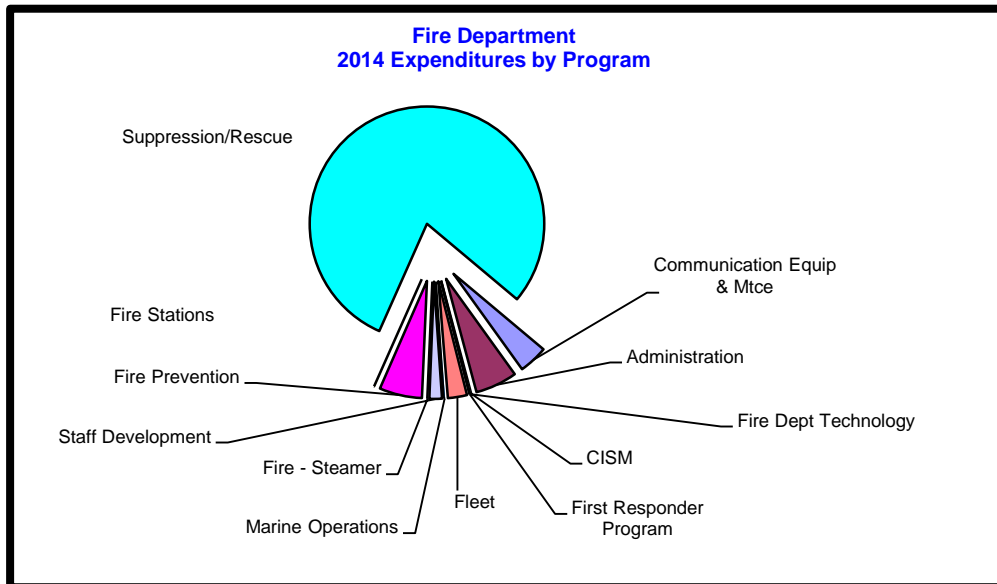 Fire Department
2014 Expenditures by Program
Suppression/Rescue
Communication Equip
& Mtce
Fire Stations
Administration
Fire Prevention
Fire Dept Technology
Staff Development
CISM
Fire - Steamer
Fleet
First Responder
Program
Marine Operations